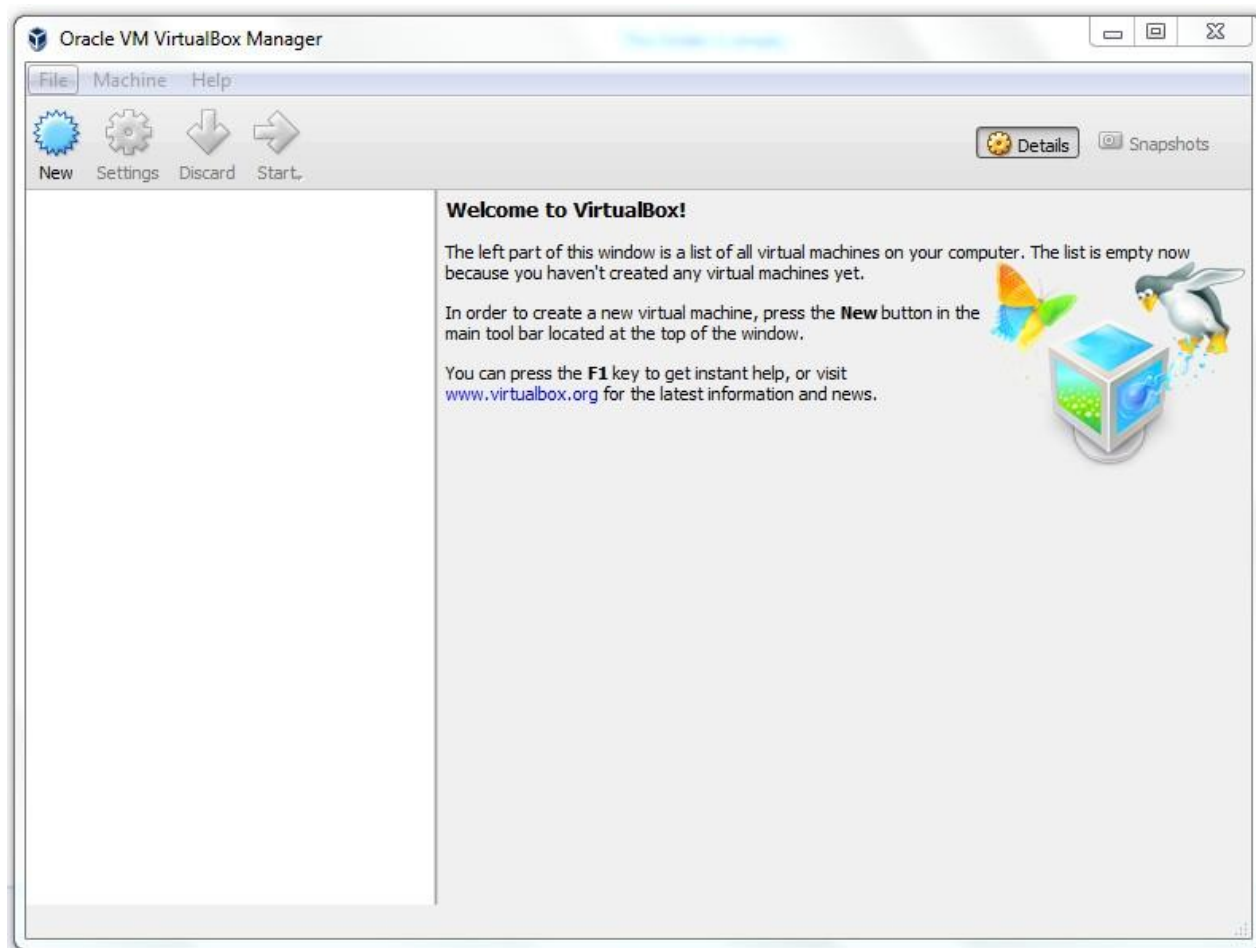 Oracle VM VirtualBox Manager
File Machine Help
New Settings Discard Start
Details Snapshots
Welcome to VirtualBox!
The left part of this window is a list of all virtual machines on your computer. The list is empty now
because you haven't created any virtual machines yet.
In order to create a new virtual machine, press the New button in the
main tool bar located at the top of the window.
You can press the F1 key to get instant help, or visit
www.virtualbox.org for the latest information and news.